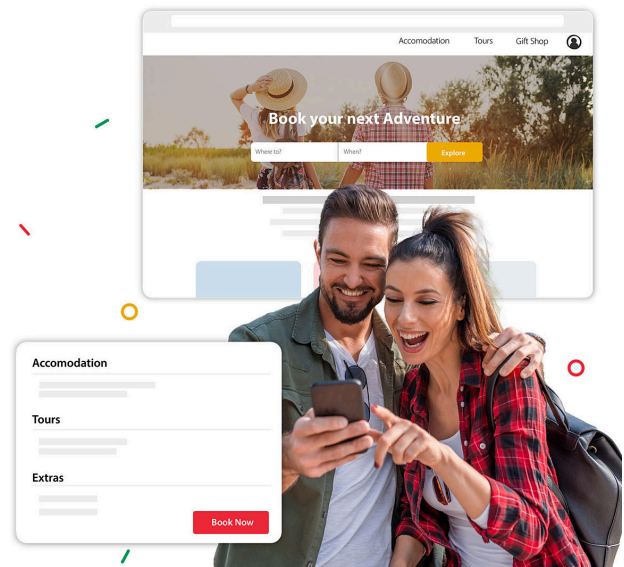 Accomodation Tours Gift Shop
Book your next Adventure
Where to? When? Explore
Accomodation
Tours
Extras
Book Now